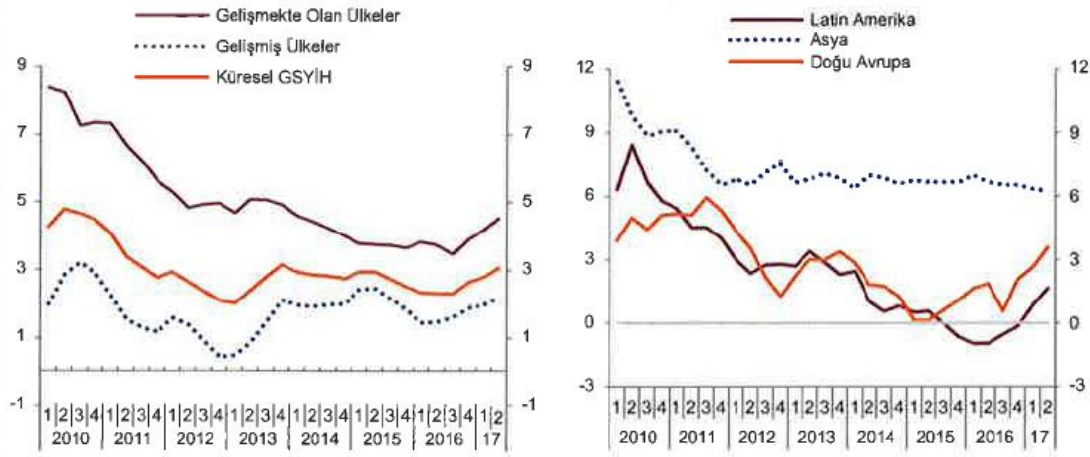 Gelişmekte Olan Ülkeler
Gelişmiş Ülkeler
Küresel GSYİH
9 9
7 7
5 5
3 3
1 1
-1 -1
1 2 3 4 1 2 3 4 1 2 3 4 1 2 3 4 1 2 3 4 1 2 3 4 1 2 3 4 1 2
2010 2011 2012 2013 2014 2015 2016 17
Latin Amerika
Asya
Doğu Avrupa
12 12
9 9
6 6
3 3
0 0
-3 -3
1 2 3 4 1 2 3 4 1 2 3 4 1 2 3 4 1 2 3 4 1 2 3 4 1 2 3 4 1 2
2010 2011 2012 2013 2014 2015 2016 17